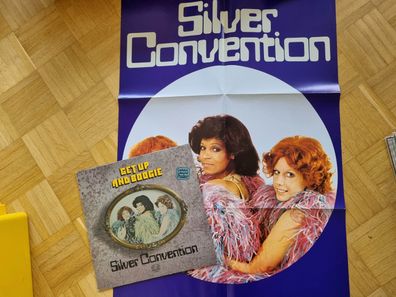 Silver
Convention
GET UP
AND BOOGIE
Silver Convention